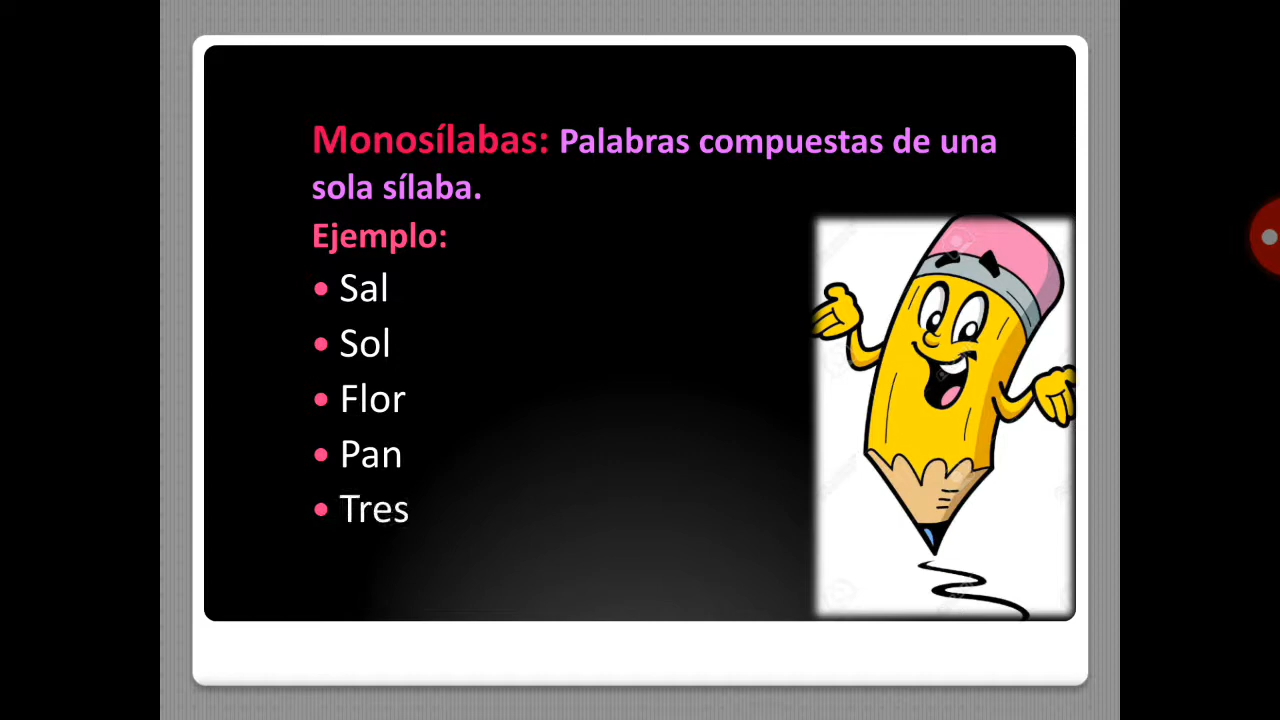 Monosílabas: Palabras compuestas de una
sola sílaba.
Ejemplo:
• Sal
• Sol
• Flor
• Pan
• Tres